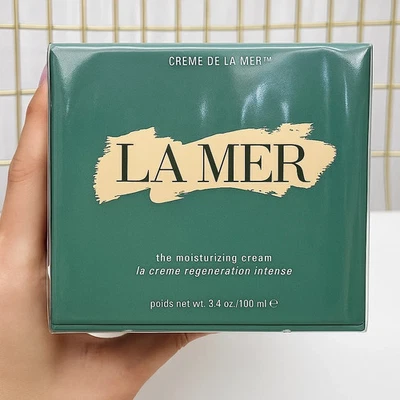 CREME DE LA MER™
LA MER
the moisturizing cream
la creme regeneration intense
poids net wt. 3.4 oz./100 ml ℮